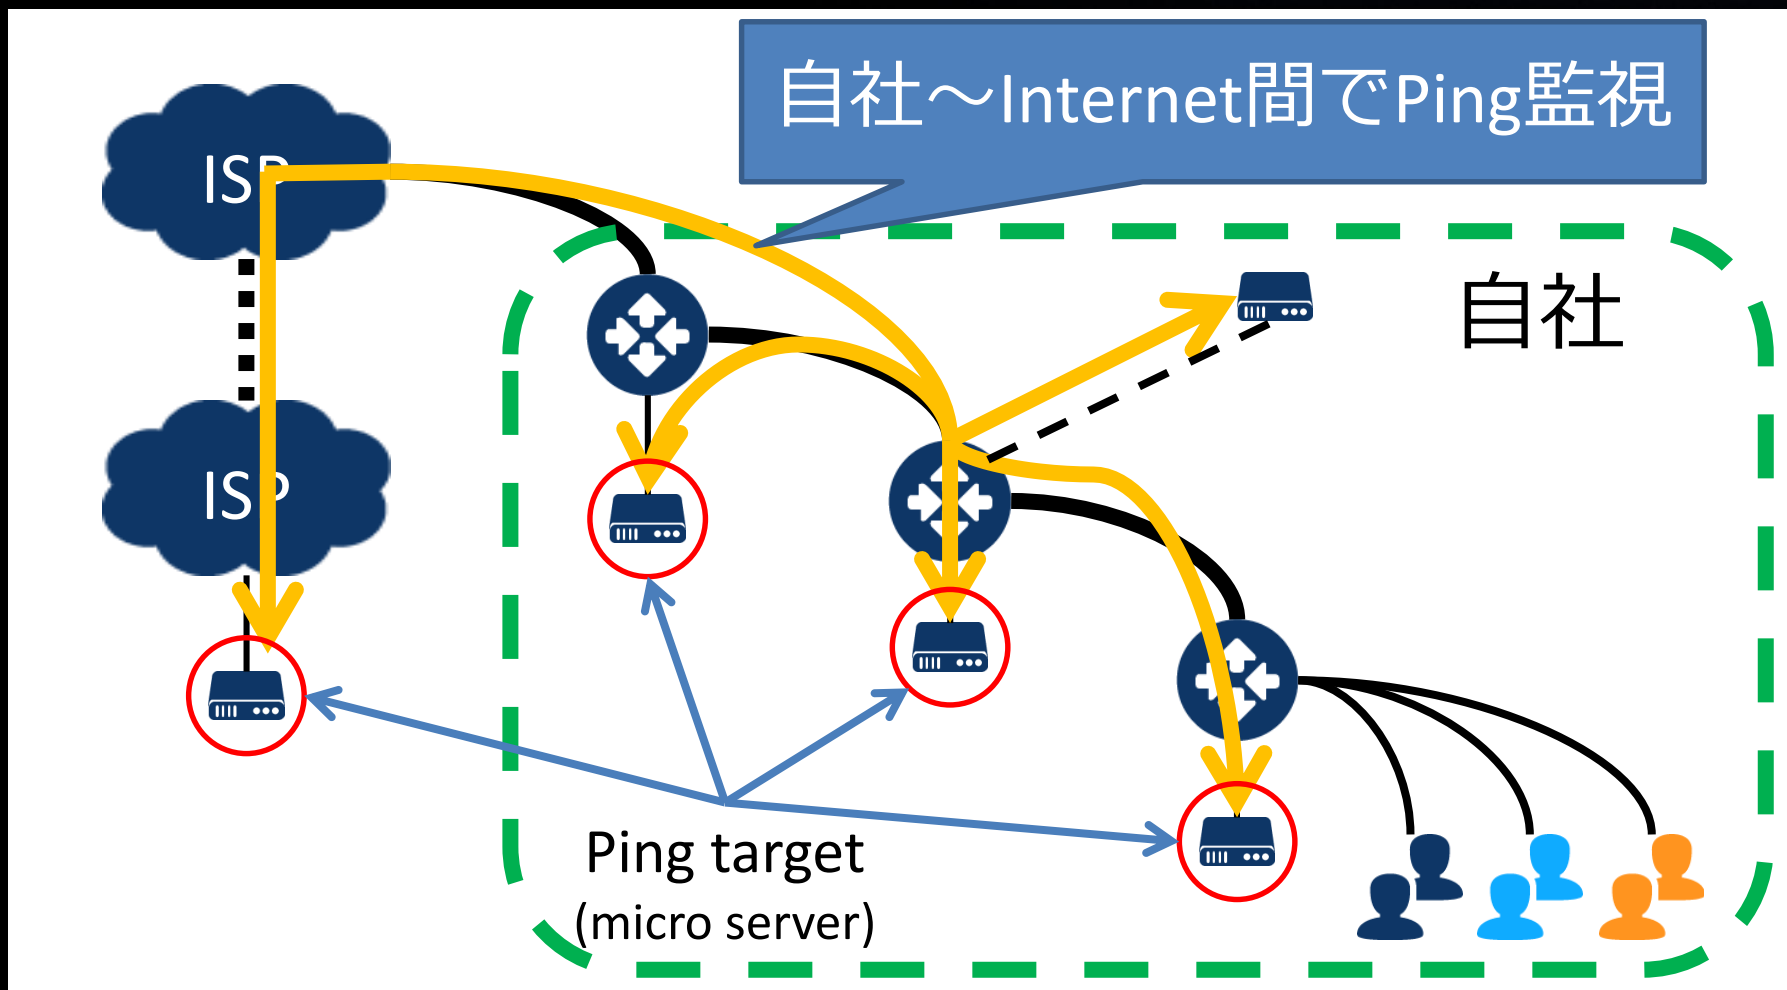 自社～Internet間でPing監視
ISP
自社
ISP
Ping target
(micro server)